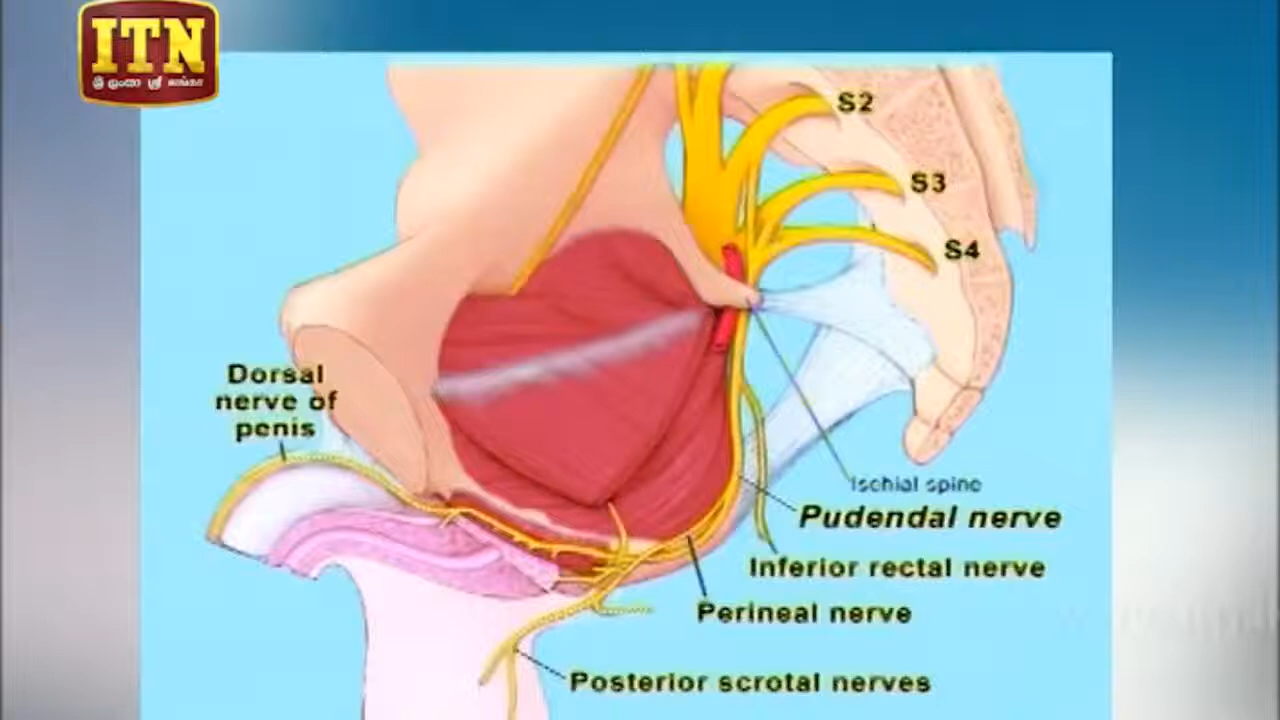 ITN
ශ්‍රී ලංකා
S2
S3
S4
Dorsal
nerve of
penis
Ischial spine
Pudendal nerve
Inferior rectal nerve
Perineal nerve
Posterior scrotal nerves